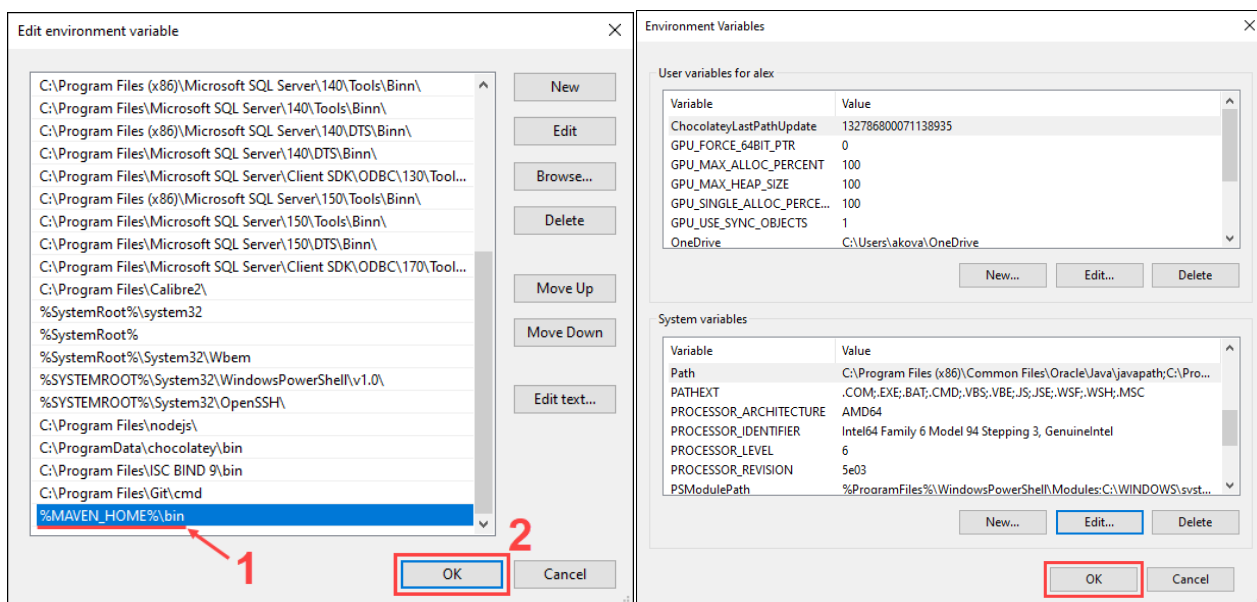 Edit environment variable
C:\Program Files (x86)\Microsoft SQL Server\140\Tools\Binn\
New
C:\Program Files\Microsoft SQL Server\140\Tools\Binn\
C:\Program Files (x86)\Microsoft SQL Server\140\DTS\Binn\
Edit
C:\Program Files\Microsoft SQL Server\140\DTS\Binn\
C:\Program Files\Microsoft SQL Server\Client SDK\ODBC\130\Tool...
Browse...
C:\Program Files (x86)\Microsoft SQL Server\150\Tools\Binn\
C:\Program Files\Microsoft SQL Server\150\Tools\Binn\
Delete
C:\Program Files\Microsoft SQL Server\150\DTS\Binn\
C:\Program Files\Microsoft SQL Server\Client SDK\ODBC\170\Tool...
C:\Program Files\Calibre2\
Move Up
%SystemRoot%\system32
%SystemRoot%
Move Down
%SystemRoot%\System32\Wbem
%SYSTEMROOT%\System32\WindowsPowerShell\v1.0\
%SYSTEMROOT%\System32\OpenSSH\
Edit text...
C:\Program Files\nodejs\
C:\ProgramData\chocolatey\bin
C:\Program Files\ISC BIND 9\bin
C:\Program Files\Git\cmd
%MAVEN_HOME%\bin
1
2
OK
Cancel
Environment Variables
User variables for alex
Variable Value
ChocolateyLastPathUpdate 132786800071138935
GPU_FORCE_64BIT_PTR 0
GPU_MAX_ALLOC_PERCENT 100
GPU_MAX_HEAP_SIZE 100
GPU_SINGLE_ALLOC_PERCE... 100
GPU_USE_SYNC_OBJECTS 1
OneDrive C:\Users\akova\OneDrive
New... Edit... Delete
System variables
Variable Value
Path C:\Program Files (x86)\Common Files\Oracle\Java\javapath;C:\Pro...
PATHEXT .COM;.EXE;.BAT;.CMD;.VBS;.VBE;.JS;.JSE;.WSF;.WSH;.MSC
PROCESSOR_ARCHITECTURE AMD64
PROCESSOR_IDENTIFIER Intel64 Family 6 Model 94 Stepping 3, GenuineIntel
PROCESSOR_LEVEL 6
PROCESSOR_REVISION 5e03
PSModulePath %ProgramFiles%\WindowsPowerShell\Modules;C:\WINDOWS\syst...
New... Edit... Delete
OK Cancel